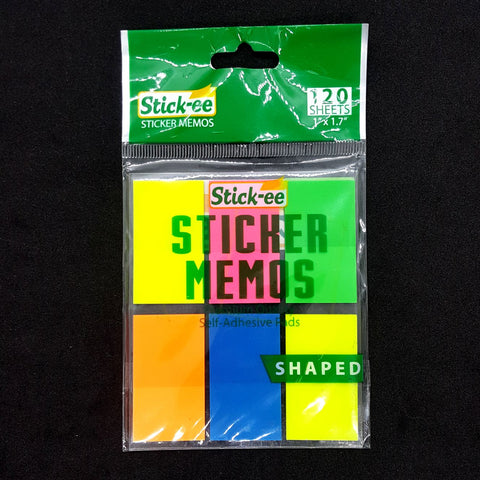 Stick-ee
STICKER MEMOS
120
SHEETS
1" x 1.7"
Stick-ee
STICKER
MEMOS
Self-Adhesive Pads
SHAPED